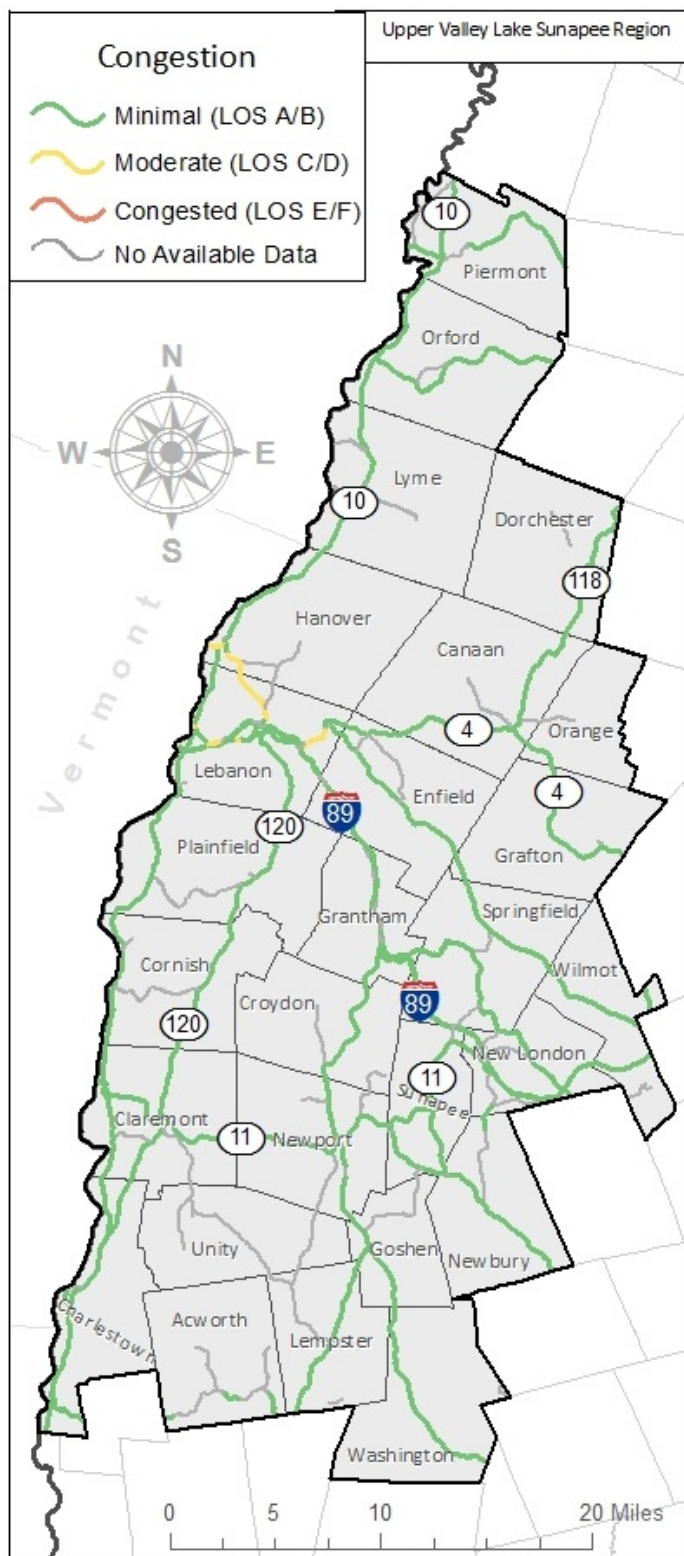 Upper Valley Lake Sunapee Region
Congestion
Minimal (LOS A/B)
Moderate (LOS C/D)
Congested (LOS E/F)
No Available Data
10
Piermont
Orford
N
W
E
S
Lyme
10
Dorchester
118
Vermont
Hanover
Canaan
4
Orange
Lebanon
Enfield
4
89
120
Plainfield
Grafton
Grantham
Springfield
Cornish
Wilmot
Croydon
89
120
New London
11
Sunapee
Claremont
11
Newport
Unity
Goshen
Newbury
Charlestown
Acworth
Lempster
Washington
0 5 10 20 Miles